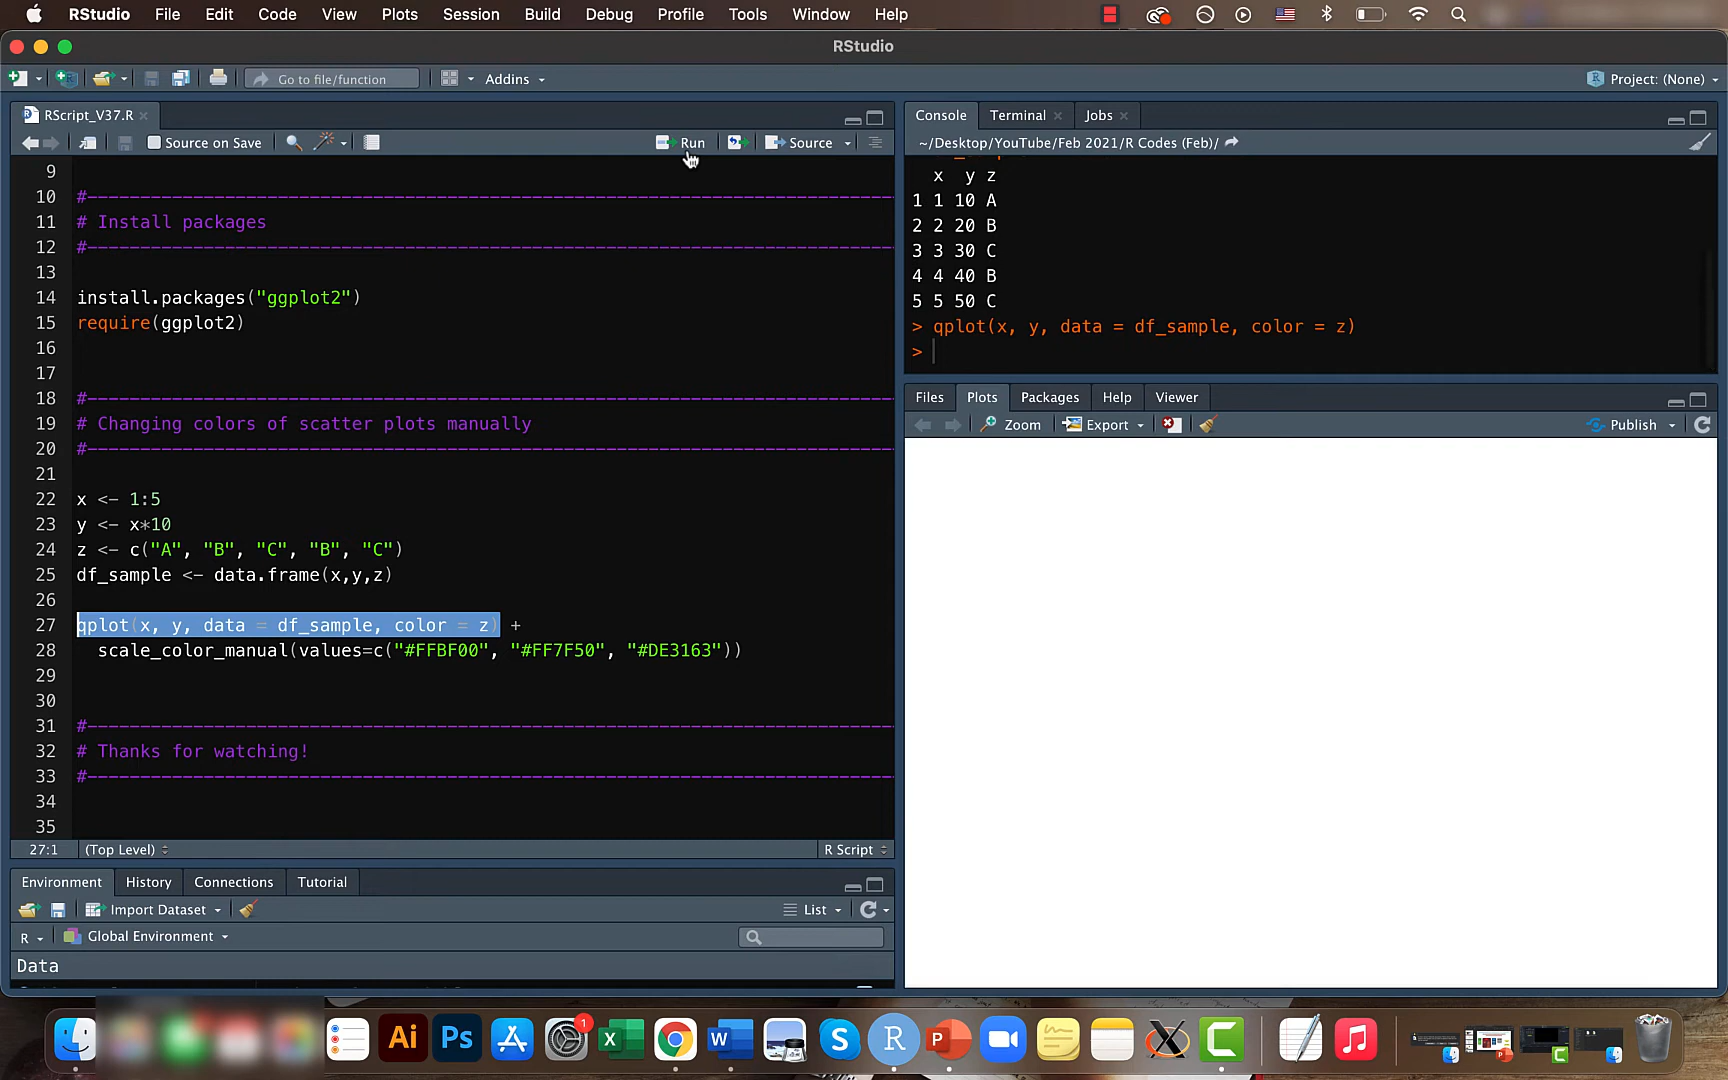 RStudio File Edit Code View Plots Session Build Debug Profile Tools Window Help
RStudio
Go to file/function Addins Project: (None)
RScript_V37.R
Source on Save Run Source
9
10 #------------------------------------------------------------------------------
11 # Install packages
12 #------------------------------------------------------------------------------
13
14 install.packages("ggplot2")
15 require(ggplot2)
16
17
18 #------------------------------------------------------------------------------
19 # Changing colors of scatter plots manually
20 #------------------------------------------------------------------------------
21
22 x <- 1:5
23 y <- x*10
24 z <- c("A", "B", "C", "B", "C")
25 df_sample <- data.frame(x,y,z)
26
27 qplot(x, y, data = df_sample, color = z) +
28 scale_color_manual(values=c("#FFBF00", "#FF7F50", "#DE3163"))
29
30
31 #------------------------------------------------------------------------------
32 # Thanks for watching!
33 #------------------------------------------------------------------------------
34
35
27:1 (Top Level) R Script
Environment History Connections Tutorial
Import Dataset List
R Global Environment
Data
Console Terminal Jobs
~/Desktop/YouTube/Feb 2021/R Codes (Feb)/
x y z
1 1 10 A
2 2 20 B
3 3 30 C
4 4 40 B
5 5 50 C
> qplot(x, y, data = df_sample, color = z)
>
Files Plots Packages Help Viewer
Zoom Export Publish
Ai Ps 1 X W S R P X C